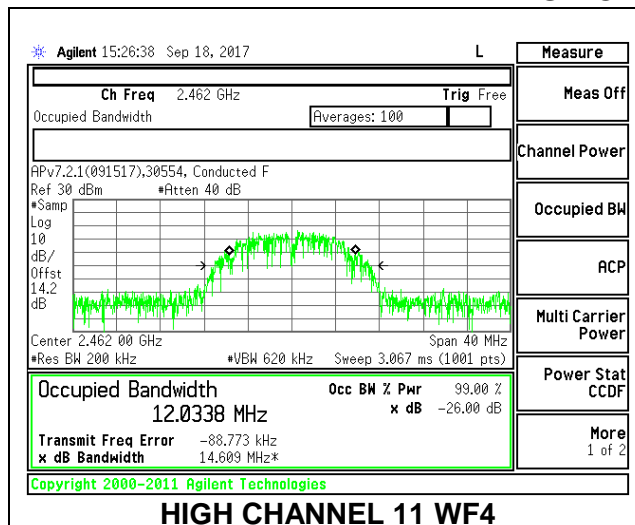 Agilent 15:26:38 Sep 18, 2017 L
Measure
Ch Freq 2.462 GHz Trig Free
Occupied Bandwidth Averages: 100
Meas Off
Channel Power
Occupied BW
ACP
Multi Carrier
Power
Power Stat
CCDF
More
1 of 2
APv7.2.1(091517),30554, Conducted F
Ref 30 dBm #Atten 40 dB
#Samp
Log
10
dB/
Offst
14.2
dB
Center 2.462 00 GHz Span 40 MHz
#Res BW 200 kHz #VBW 620 kHz Sweep 3.067 ms (1001 pts)
Occupied Bandwidth Occ BW % Pwr 99.00 %
12.0338 MHz x dB -26.00 dB
Transmit Freq Error -88.773 kHz
x dB Bandwidth 14.609 MHz*
Copyright 2000-2011 Agilent Technologies
HIGH CHANNEL 11 WF4